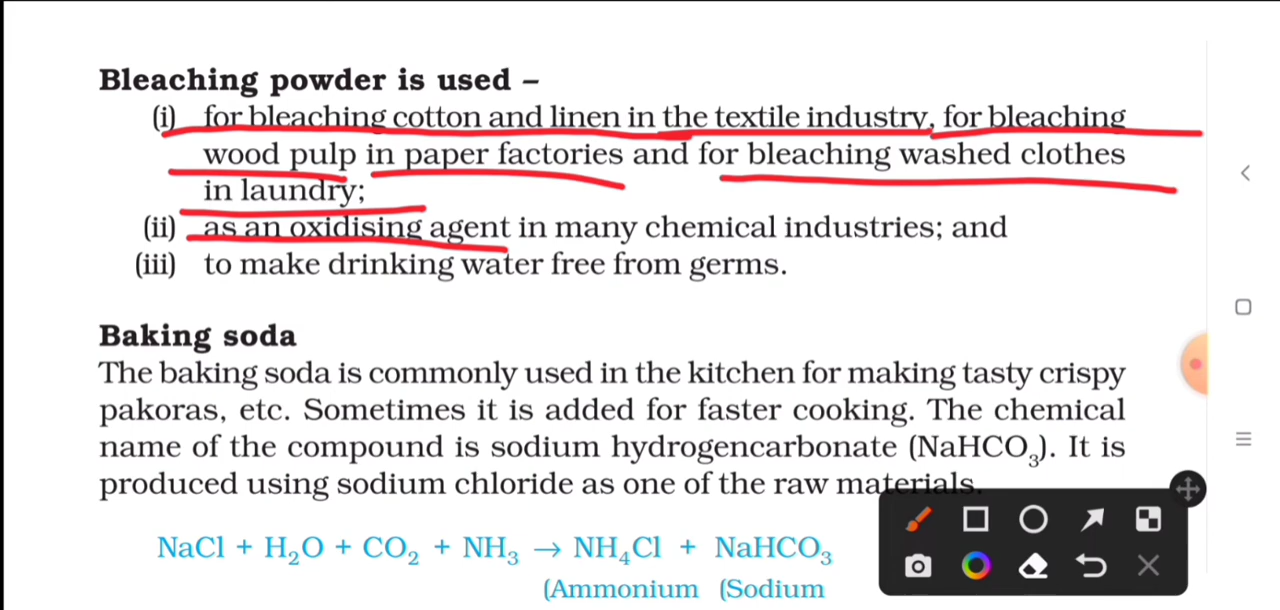 Bleaching powder is used –
(i) for bleaching cotton and linen in the textile industry, for bleaching
wood pulp in paper factories and for bleaching washed clothes
in laundry;
(ii) as an oxidising agent in many chemical industries; and
(iii) to make drinking water free from germs.
Baking soda
The baking soda is commonly used in the kitchen for making tasty crispy
pakoras, etc. Sometimes it is added for faster cooking. The chemical
name of the compound is sodium hydrogencarbonate (NaHCO₃). It is
produced using sodium chloride as one of the raw materials.
NaCl + H₂O + CO₂ + NH₃ → NH₄Cl + NaHCO₃
(Ammonium (Sodium